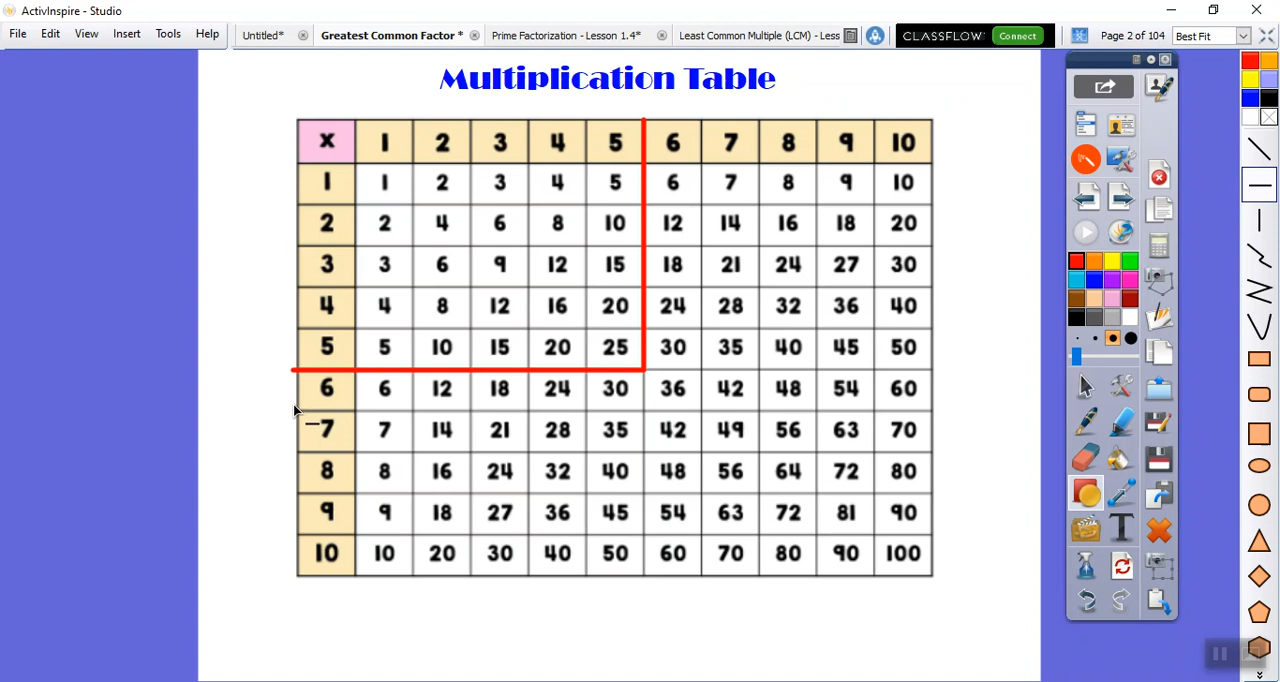 ActivInspire - Studio
File Edit View Insert Tools Help
Untitled* Greatest Common Factor * Prime Factorization - Lesson 1.4* Least Common Multiple (LCM) - Less
CLASSFLOW Connect
Page 2 of 104 Best Fit
Multiplication Table
x 1 2 3 4 5 6 7 8 9 10
1 1 2 3 4 5 6 7 8 9 10
2 2 4 6 8 10 12 14 16 18 20
3 3 6 9 12 15 18 21 24 27 30
4 4 8 12 16 20 24 28 32 36 40
5 5 10 15 20 25 30 35 40 45 50
6 6 12 18 24 30 36 42 48 54 60
7 7 14 21 28 35 42 49 56 63 70
8 8 16 24 32 40 48 56 64 72 80
9 9 18 27 36 45 54 63 72 81 90
10 10 20 30 40 50 60 70 80 90 100